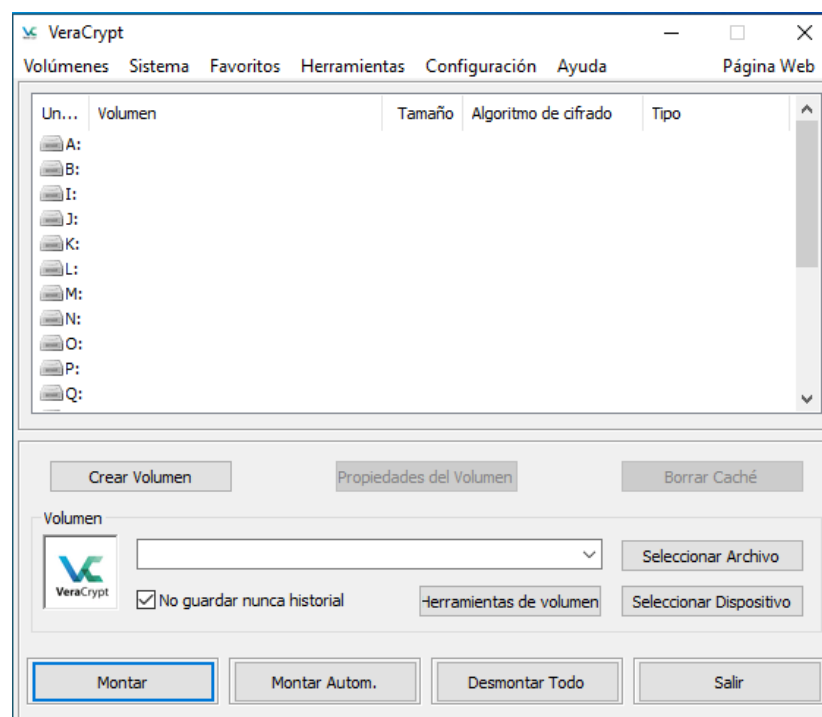 VeraCrypt
Volúmenes Sistema Favoritos Herramientas Configuración Ayuda Página Web
Un... Volumen Tamaño Algoritmo de cifrado Tipo
A:
B:
I:
J:
K:
L:
M:
N:
O:
P:
Q:
Crear Volumen Propiedades del Volumen Borrar Caché
Volumen
Seleccionar Archivo
VeraCrypt
No guardar nunca historial Herramientas de volumen Seleccionar Dispositivo
Montar Montar Autom. Desmontar Todo Salir